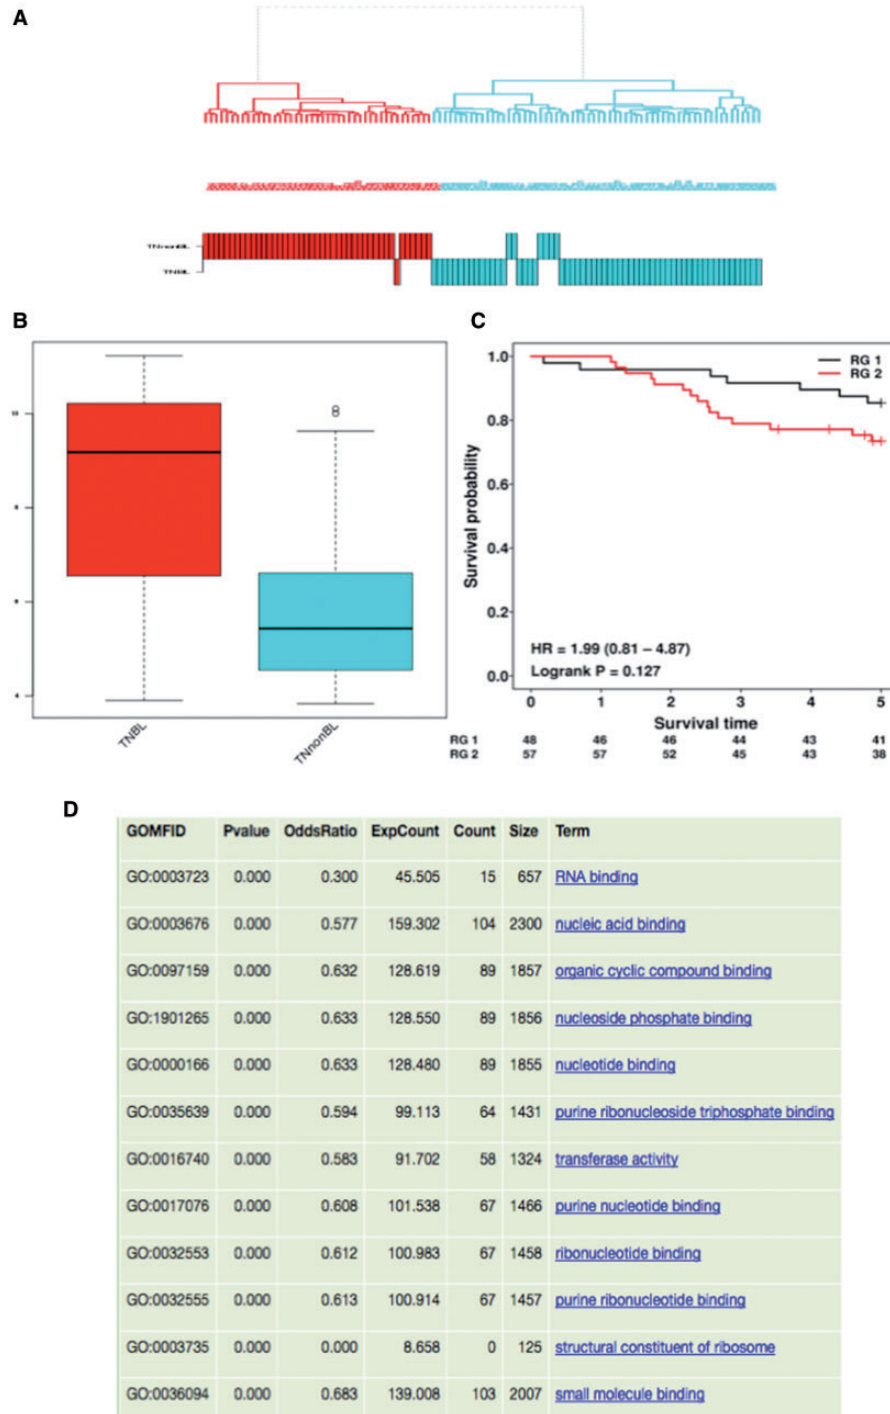 A
TNnonBL
TNBL
B
10
8
6
4
TNBL
TNnonBL
C
1.0
0.8
0.6
0.4
0.2
0.0
Survival probability
RG 1
RG 2
HR = 1.99 (0.81 – 4.87)
Logrank P = 0.127
0 1 2 3 4 5
Survival time
RG 1 48 46 46 44 43 41
RG 2 57 57 52 45 43 38
D
GOMFID Pvalue OddsRatio ExpCount Count Size Term
GO:0003723 0.000 0.300 45.505 15 657 RNA binding
GO:0003676 0.000 0.577 159.302 104 2300 nucleic acid binding
GO:0097159 0.000 0.632 128.619 89 1857 organic cyclic compound binding
GO:1901265 0.000 0.633 128.550 89 1856 nucleoside phosphate binding
GO:0000166 0.000 0.633 128.480 89 1855 nucleotide binding
GO:0035639 0.000 0.594 99.113 64 1431 purine ribonucleoside triphosphate binding
GO:0016740 0.000 0.583 91.702 58 1324 transferase activity
GO:0017076 0.000 0.608 101.538 67 1466 purine nucleotide binding
GO:0032553 0.000 0.612 100.983 67 1458 ribonucleotide binding
GO:0032555 0.000 0.613 100.914 67 1457 purine ribonucleotide binding
GO:0003735 0.000 0.000 8.658 0 125 structural constituent of ribosome
GO:0036094 0.000 0.683 139.008 103 2007 small molecule binding